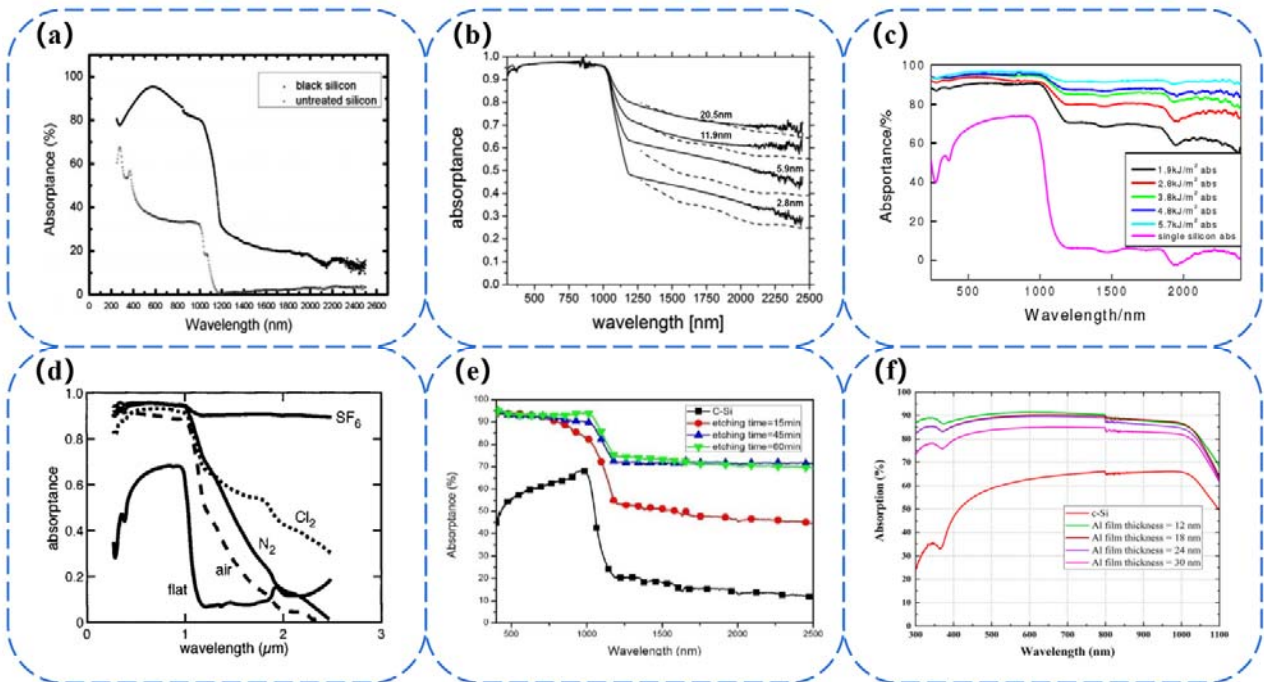 (a)
black silicon
untreated silicon
100
80
60
40
20
0
Absorptance (%)
0 200 400 600 800 1000 1200 1400 1600 1800 2000 2200 2400 2600
Wavelength (nm)
(b)
1.0
0.9
0.8
0.7
0.6
0.5
0.4
0.3
0.2
0.1
0.0
absorptance
20.5nm
11.9nm
5.9nm
2.8nm
500 750 1000 1250 1500 1750 2000 2250 2500
wavelength [nm]
(c)
100
80
60
40
20
0
Absportance/%
1.9kJ/m² abs
2.8kJ/m² abs
3.8kJ/m² abs
4.8kJ/m² abs
5.7kJ/m² abs
single silicon abs
500 1000 1500 2000
Wavelength/nm
(d)
1.0
0.8
0.6
0.4
0.2
0
absorptance
SF₆
Cl₂
N₂
air
flat
0 1 2 3
wavelength (μm)
(e)
100
90
80
70
60
50
40
30
20
10
0
Absorptance (%)
C-Si
etching time=15min
etching time=45min
etching time=60min
500 1000 1500 2000 2500
Wavelength (nm)
(f)
100
90
80
70
60
50
40
30
20
10
0
Absorption (%)
c-Si
Al film thickness = 12 nm
Al film thickness = 18 nm
Al film thickness = 24 nm
Al film thickness = 30 nm
300 400 500 600 700 800 900 1000 1100
Wavelength (nm)